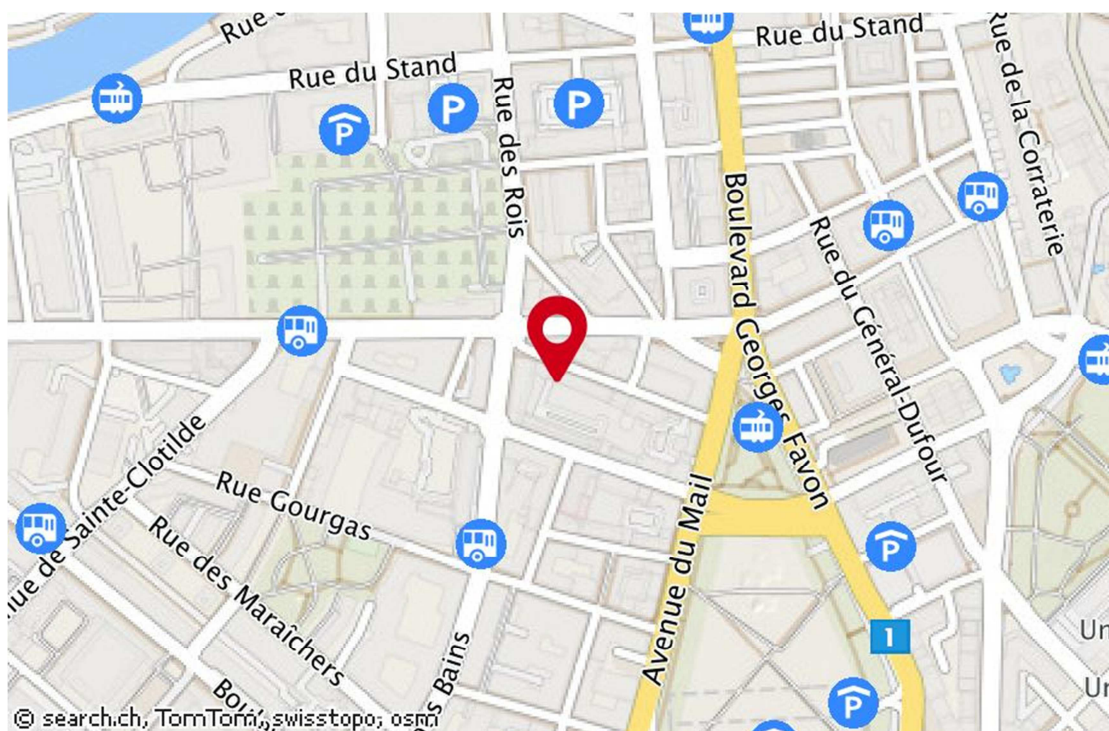 Rue du Stand
Rue du Stand
Rue de la Corraterie
Rue des Rois
P
P
P
Boulevard Georges Favon
Rue du Général-Dufour
de Sainte-Clotilde
Rue Gourgas
Rue des Maraîchers
Avenue du Mail
Bains
P
1
P
© search.ch, TomTom, swisstopo, osm